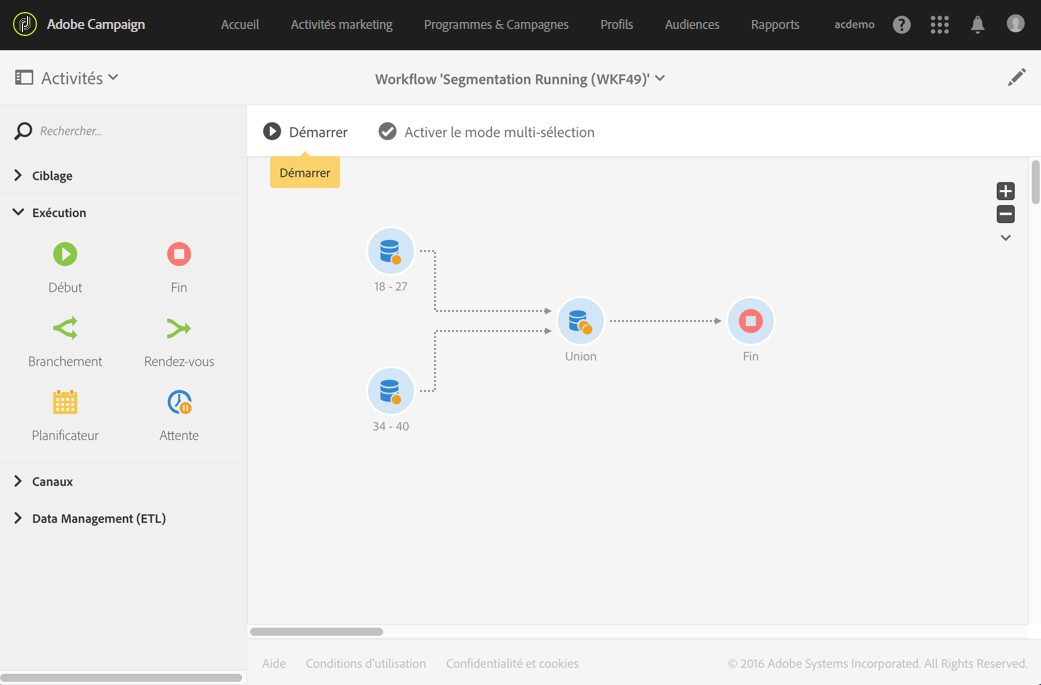 Adobe Campaign
Accueil
Activités marketing
Programmes & Campagnes
Profils
Audiences
Rapports
acdemo
?
Activités
Workflow 'Segmentation Running (WKF49)'
Rechercher...
Démarrer
Activer le mode multi-sélection
Démarrer
Ciblage
Exécution
Début
Fin
Branchement
Rendez-vous
Planificateur
Attente
Canaux
Data Management (ETL)
18 - 27
34 - 40
Union
Fin
Aide
Conditions d'utilisation
Confidentialité et cookies
© 2016 Adobe Systems Incorporated. All Rights Reserved.